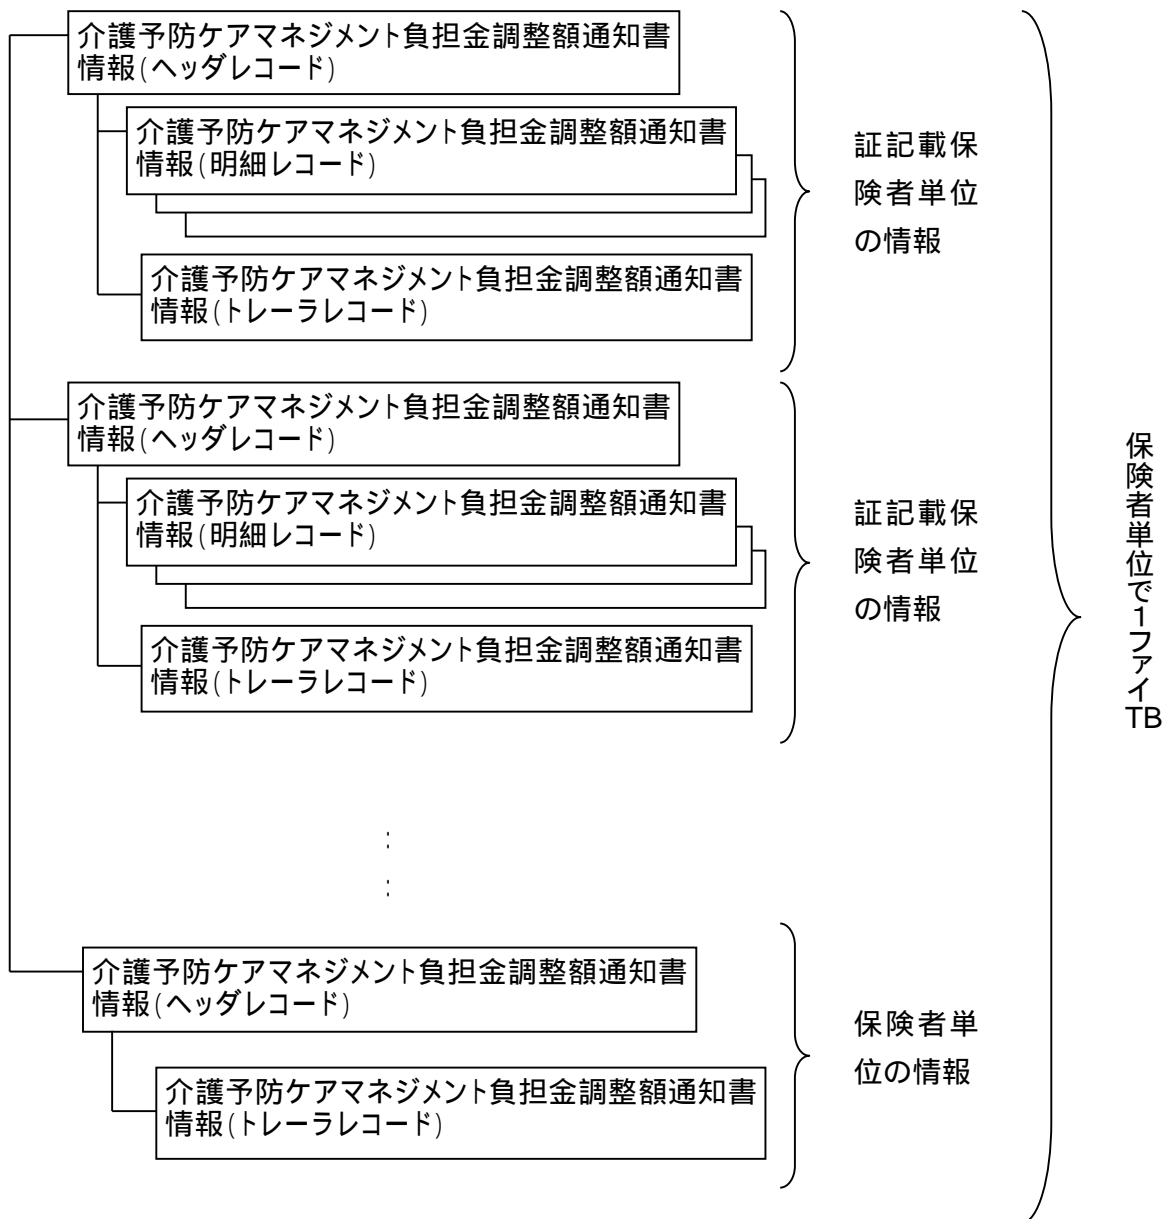 介護予防ケアマネジメント負担金調整額通知書
情報(ヘッダレコード)
介護予防ケアマネジメント負担金調整額通知書
情報(明細レコード)
介護予防ケアマネジメント負担金調整額通知書
情報(トレーラレコード)
証記載保
険者単位
の情報
介護予防ケアマネジメント負担金調整額通知書
情報(ヘッダレコード)
介護予防ケアマネジメント負担金調整額通知書
情報(明細レコード)
介護予防ケアマネジメント負担金調整額通知書
情報(トレーラレコード)
証記載保
険者単位
の情報
介護予防ケアマネジメント負担金調整額通知書
情報(ヘッダレコード)
介護予防ケアマネジメント負担金調整額通知書
情報(トレーラレコード)
保険者単
位の情報
保険者単位で1ファイTB